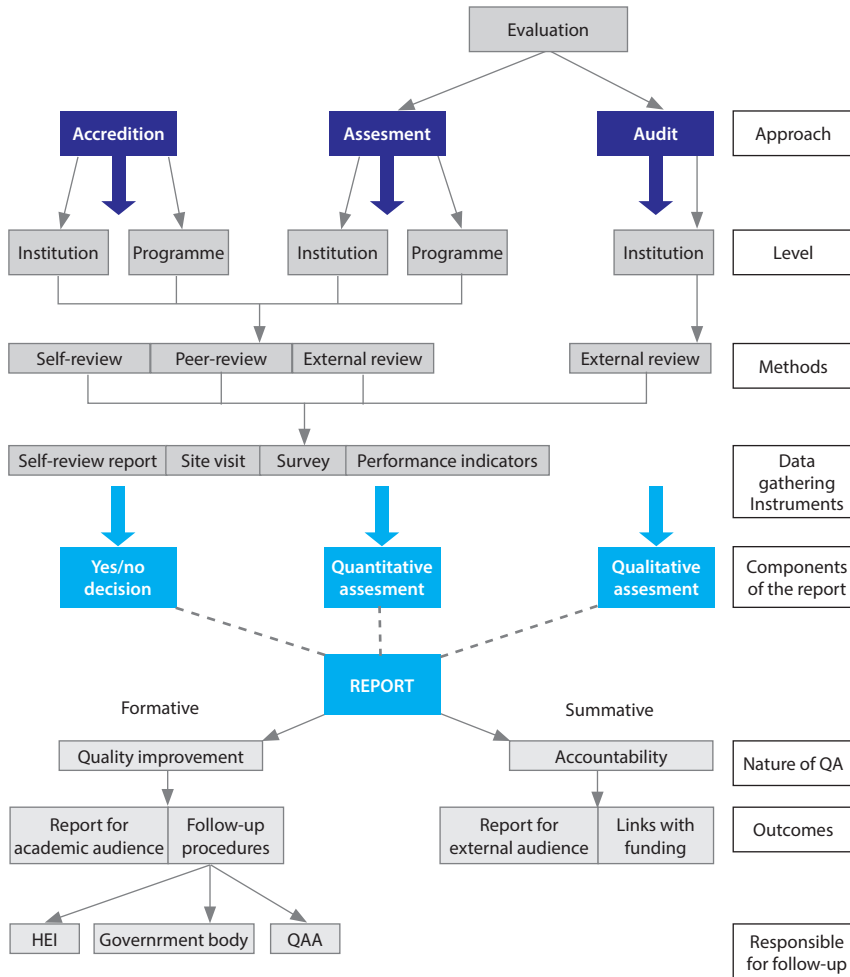 Evaluation
Accredition
Assesment
Audit
Approach
Institution
Programme
Institution
Programme
Institution
Level
Self-review
Peer-review
External review
External review
Methods
Self-review report
Site visit
Survey
Performance indicators
Data
gathering
Instruments
Yes/no
decision
Quantitative
assesment
Qualitative
assesment
Components
of the report
REPORT
Formative
Summative
Quality improvement
Accountability
Nature of QA
Report for
academic audience
Follow-up
procedures
Report for
external audience
Links with
funding
Outcomes
HEI
Governrment body
QAA
Responsible
for follow-up